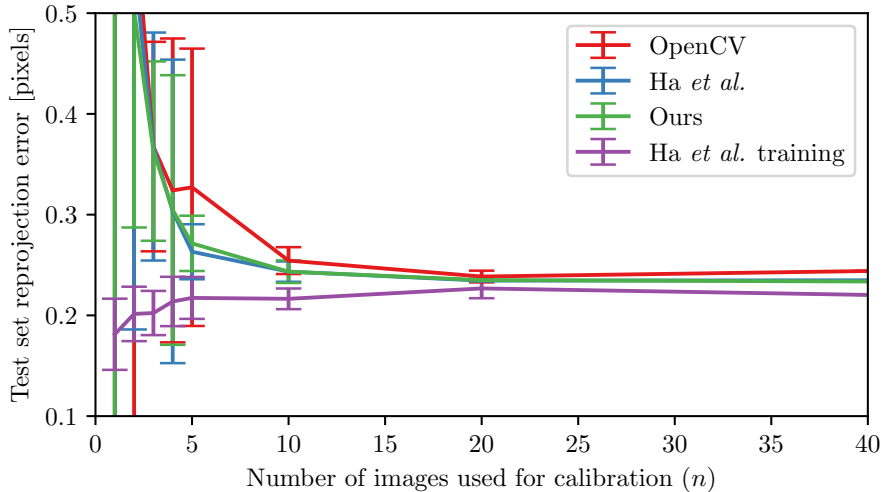 Test set reprojection error [pixels]
0.5
0.4
0.3
0.2
0.1
OpenCV
Ha et al.
Ours
Ha et al. training
0 5 10 15 20 25 30 35 40
Number of images used for calibration (n)